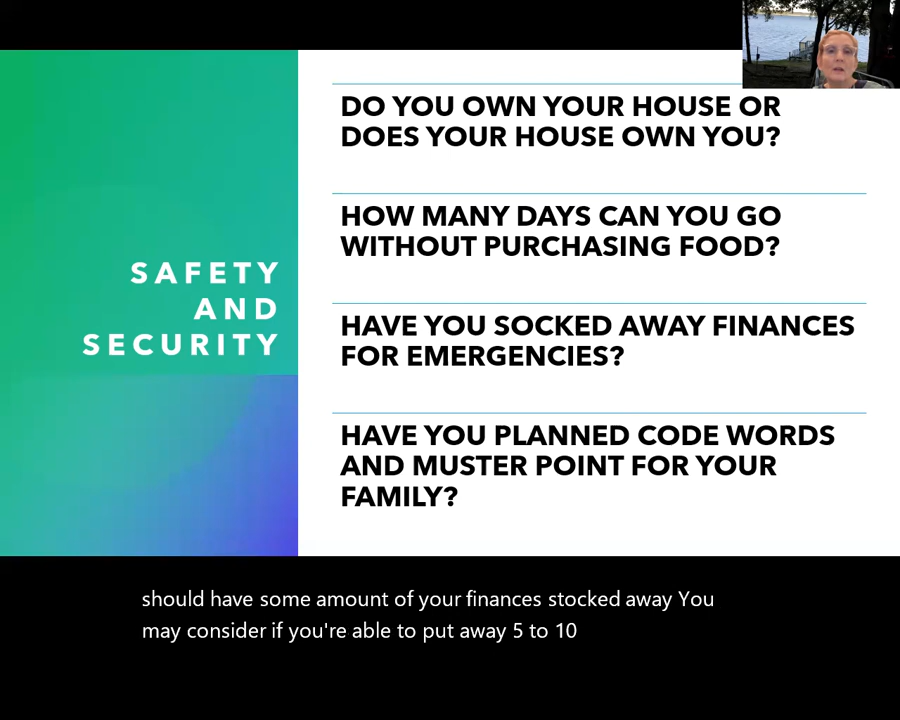 SAFETY
AND
SECURITY
DO YOU OWN YOUR HOUSE OR
DOES YOUR HOUSE OWN YOU?
HOW MANY DAYS CAN YOU GO
WITHOUT PURCHASING FOOD?
HAVE YOU SOCKED AWAY FINANCES
FOR EMERGENCIES?
HAVE YOU PLANNED CODE WORDS
AND MUSTER POINT FOR YOUR
FAMILY?
should have some amount of your finances stocked away You
may consider if you're able to put away 5 to 10